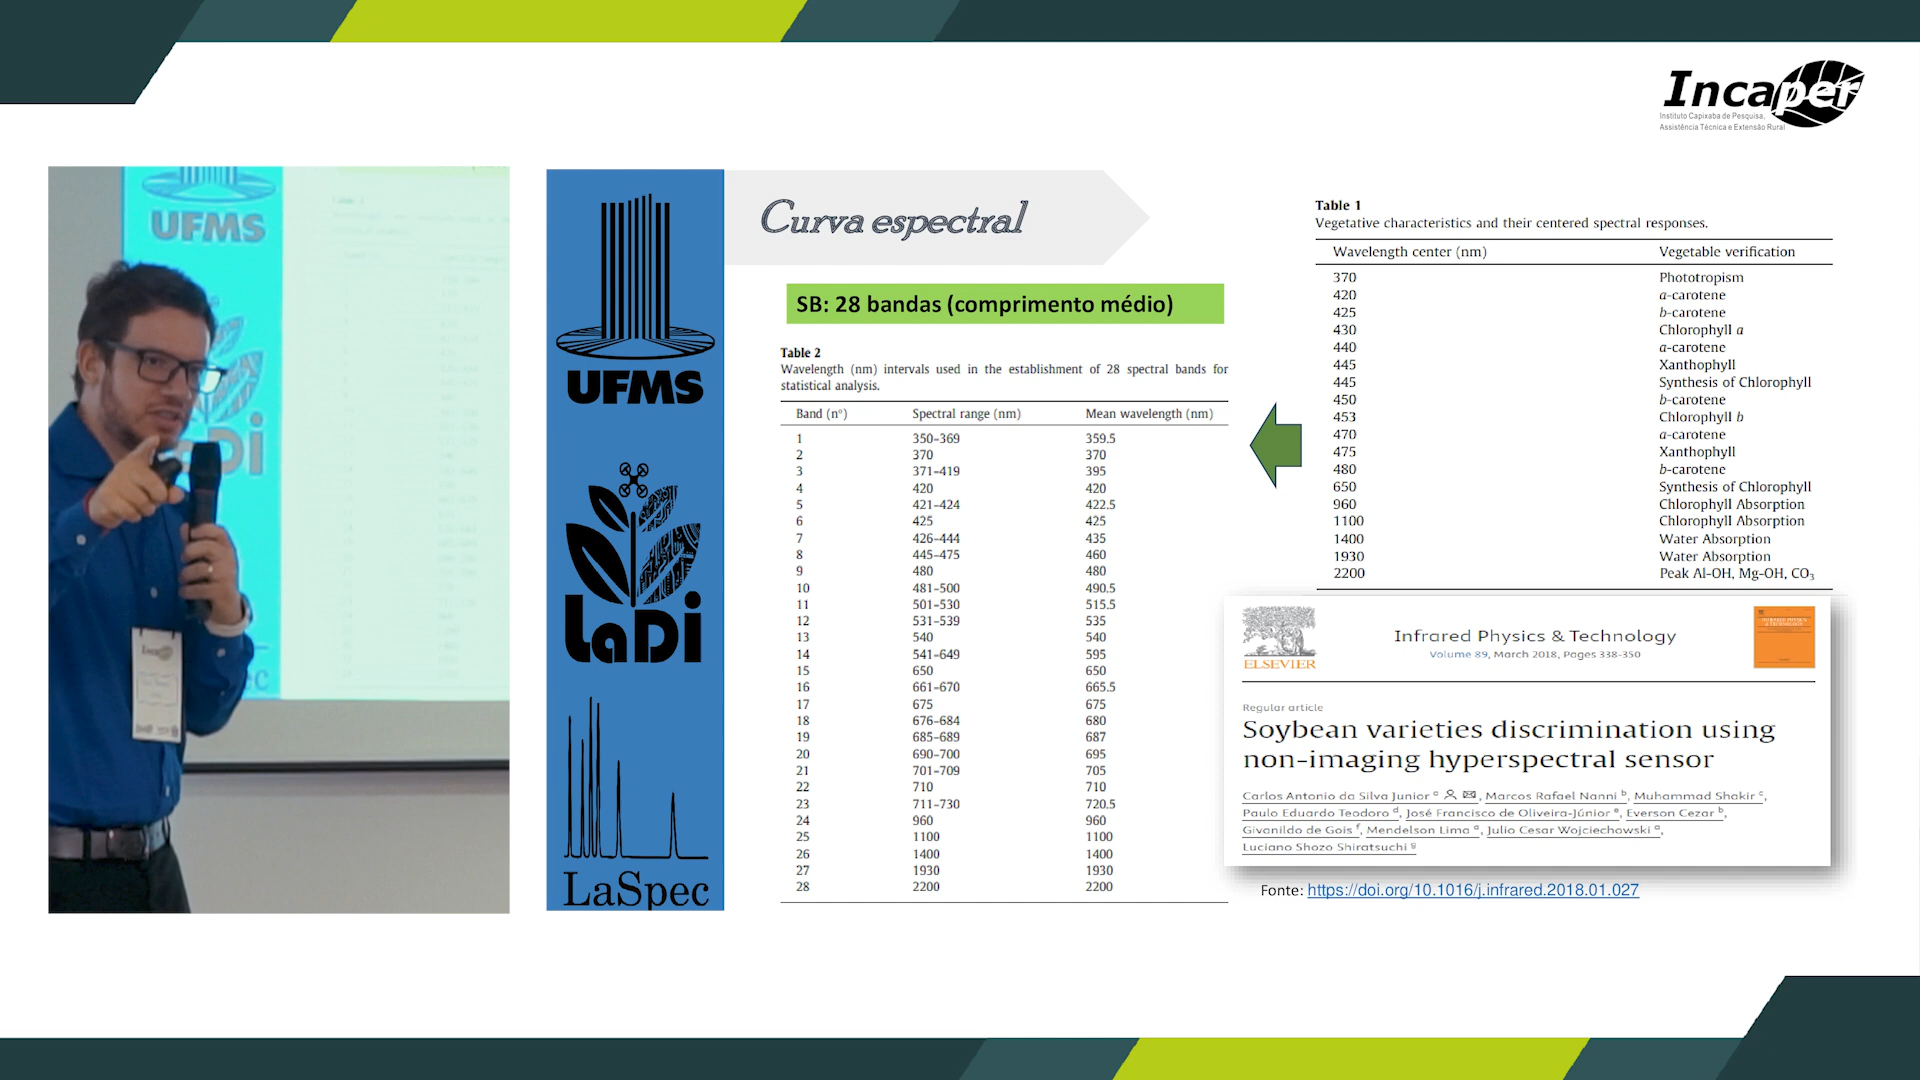 Incaper
Instituto Capixaba de Pesquisa,
Assistência Técnica e Extensão Rural
UFMS
UFMS
LaDi
LaSpec
Curva espectral
SB: 28 bandas (comprimento médio)
Table 2
Wavelength (nm) intervals used in the establishment of 28 spectral bands for
statistical analysis.
Band (n°) Spectral range (nm) Mean wavelength (nm)
1 350–369 359.5
2 370 370
3 371–419 395
4 420 420
5 421–424 422.5
6 425 425
7 426–444 435
8 445–475 460
9 480 480
10 481–500 490.5
11 501–530 515.5
12 531–539 535
13 540 540
14 541–649 595
15 650 650
16 661–670 665.5
17 675 675
18 676–684 680
19 685–689 687
20 690–700 695
21 701–709 705
22 710 710
23 711–730 720.5
24 960 960
25 1100 1100
26 1400 1400
27 1930 1930
28 2200 2200
Table 1
Vegetative characteristics and their centered spectral responses.
Wavelength center (nm) Vegetable verification
370 Phototropism
420 a-carotene
425 b-carotene
430 Chlorophyll a
440 a-carotene
445 Xanthophyll
445 Synthesis of Chlorophyll
450 b-carotene
453 Chlorophyll b
470 a-carotene
475 Xanthophyll
480 b-carotene
650 Synthesis of Chlorophyll
960 Chlorophyll Absorption
1100 Chlorophyll Absorption
1400 Water Absorption
1930 Water Absorption
2200 Peak Al-OH, Mg-OH, CO₃
ELSEVIER
Infrared Physics & Technology
Volume 89, March 2018, Pages 338-350
Regular article
Soybean varieties discrimination using
non-imaging hyperspectral sensor
Carlos Antonio da Silva Junior ᵃ, Marcos Rafael Nanni ᵇ, Muhammad Shakir ᶜ,
Paulo Eduardo Teodoro ᵈ, José Francisco de Oliveira-Júnior ᵉ, Everson Cezar ᵇ,
Givanildo de Gois ᶠ, Mendelson Lima ᵃ, Julio Cesar Wojciechowski ᵃ,
Luciano Shozo Shiratsuchi ᵍ
Fonte: https://doi.org/10.1016/j.infrared.2018.01.027